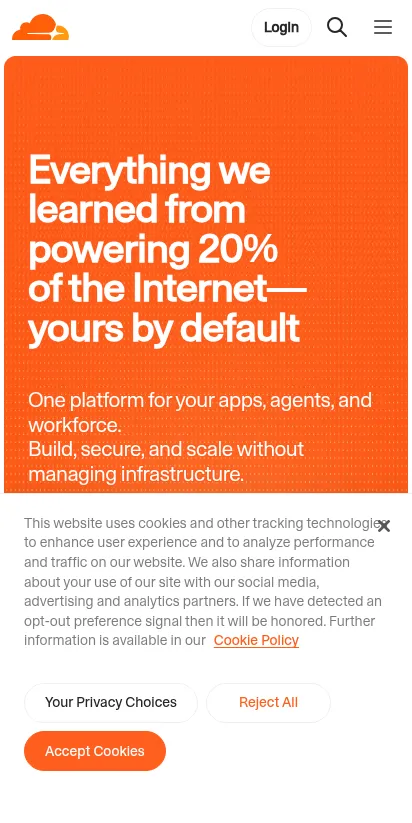 Login
Everything we
learned from
powering 20%
of the Internet—
yours by default
One platform for your apps, agents, and
workforce.
Build, secure, and scale without
managing infrastructure.
This website uses cookies and other tracking technologies
to enhance user experience and to analyze performance
and traffic on our website. We also share information
about your use of our site with our social media,
advertising and analytics partners. If we have detected an
opt-out preference signal then it will be honored. Further
information is available in our Cookie Policy
Your Privacy Choices
Reject All
Accept Cookies